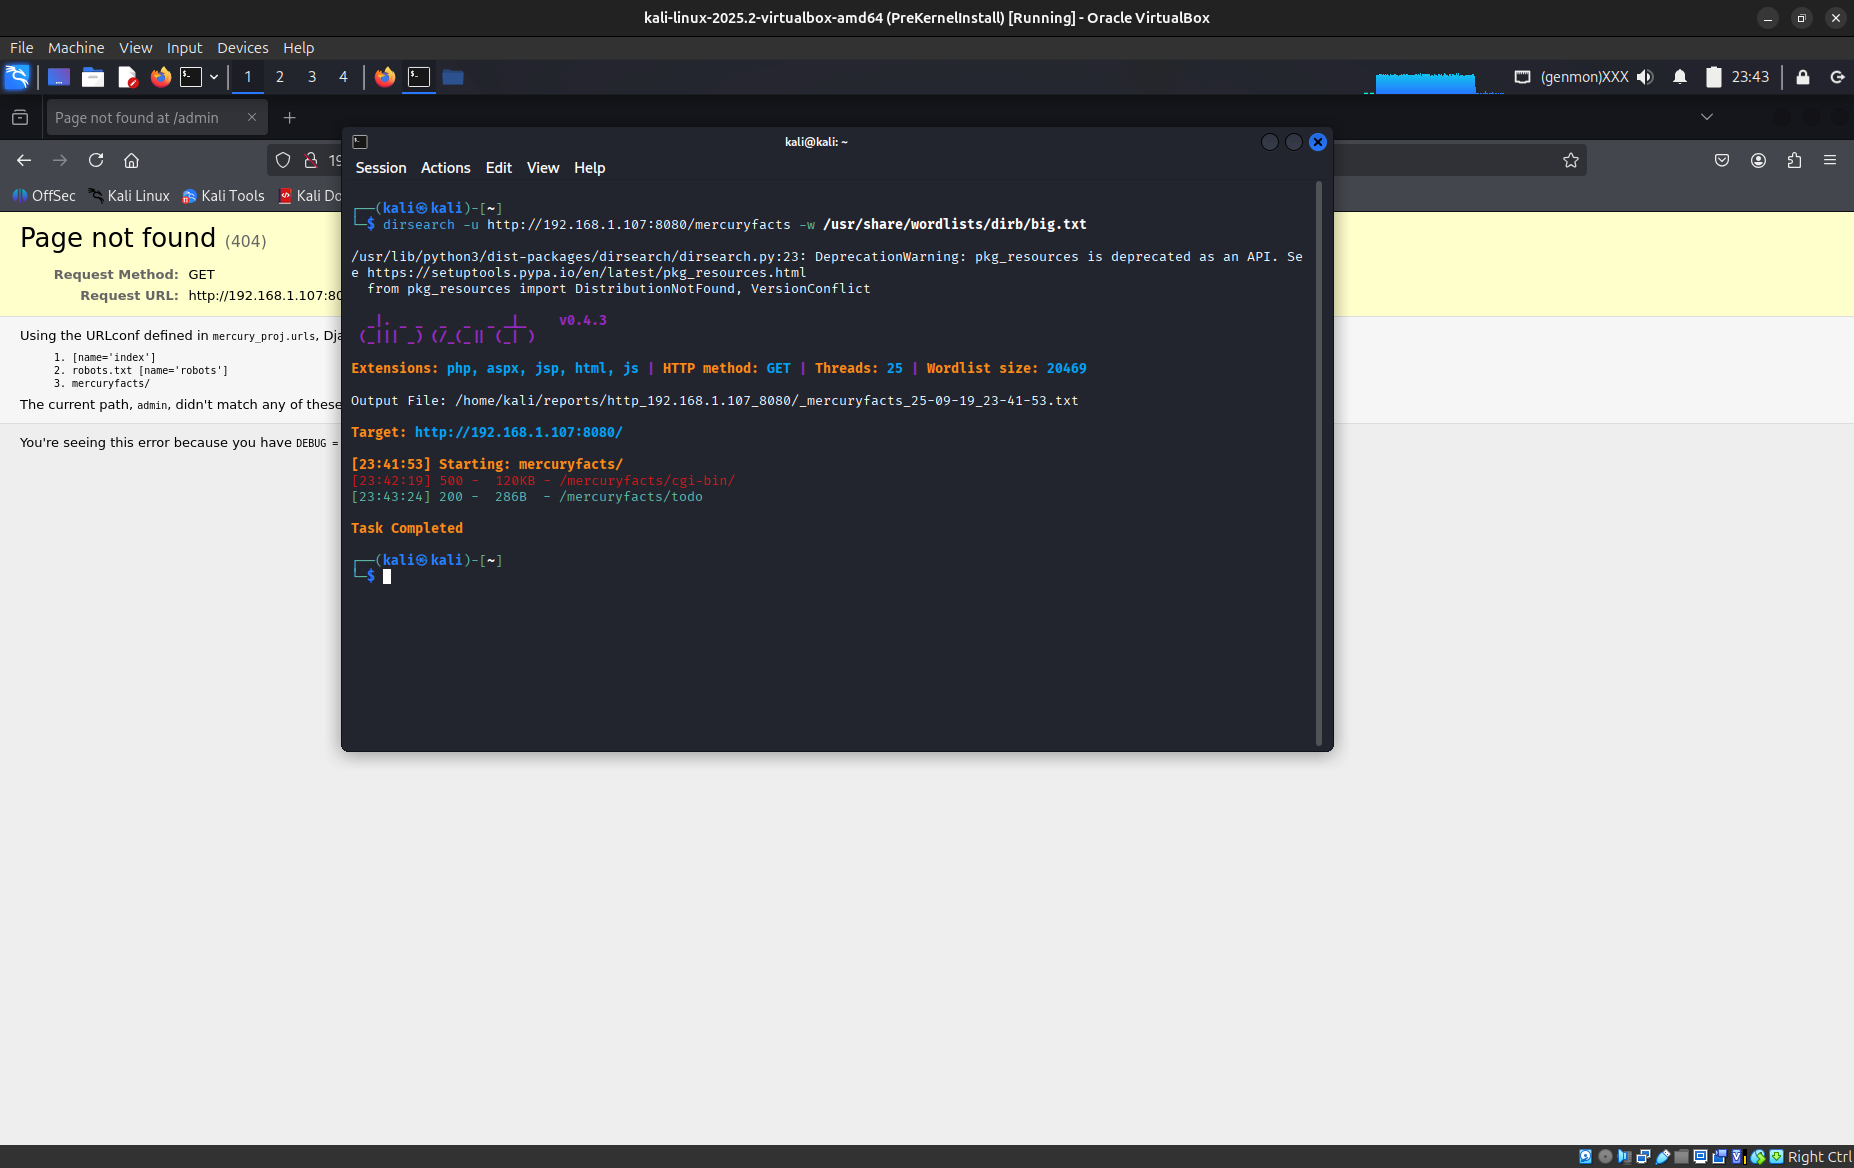 kali-linux-2025.2-virtualbox-amd64 (PreKernelInstall) [Running] - Oracle VirtualBox
File Machine View Input Devices Help
1 2 3 4 (genmon)XXX 23:43
Page not found at /admin
19
OffSec Kali Linux Kali Tools Kali Do
Page not found (404)
Request Method: GET
Request URL: http://192.168.1.107:80
Using the URLconf defined in mercury_proj.urls, Dja
1. [name='index']
2. robots.txt [name='robots']
3. mercuryfacts/
The current path, admin, didn't match any of these
You're seeing this error because you have DEBUG =
kali@kali: ~
Session Actions Edit View Help
┌──(kali㉿kali)-[~]
└─$ dirsearch -u http://192.168.1.107:8080/mercuryfacts -w /usr/share/wordlists/dirb/big.txt
/usr/lib/python3/dist-packages/dirsearch/dirsearch.py:23: DeprecationWarning: pkg_resources is deprecated as an API. Se
e https://setuptools.pypa.io/en/latest/pkg_resources.html
from pkg_resources import DistributionNotFound, VersionConflict
_|. _ _  _  _  _ _|_    v0.4.3
(_||| _) (/_(_|| (_| )
Extensions: php, aspx, jsp, html, js | HTTP method: GET | Threads: 25 | Wordlist size: 20469
Output File: /home/kali/reports/http_192.168.1.107_8080/_mercuryfacts_25-09-19_23-41-53.txt
Target: http://192.168.1.107:8080/
[23:41:53] Starting: mercuryfacts/
[23:42:19] 500 -  120KB - /mercuryfacts/cgi-bin/
[23:43:24] 200 -  286B  - /mercuryfacts/todo
Task Completed
┌──(kali㉿kali)-[~]
└─$
Right Ctrl